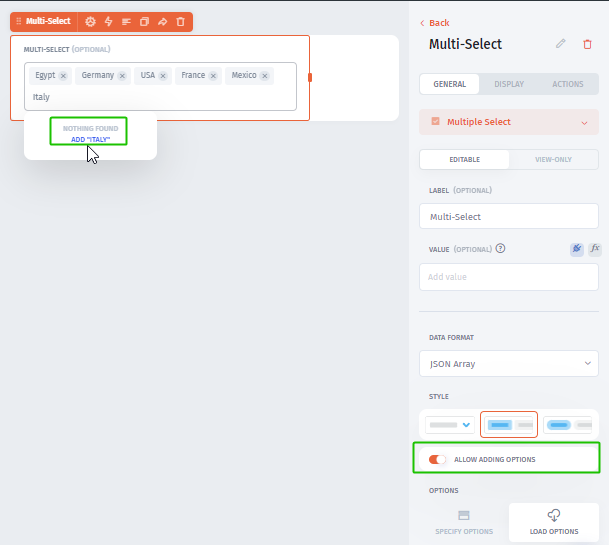 Multi-Select
MULTI-SELECT (OPTIONAL)
Egypt
Germany
USA
France
Mexico
Italy
NOTHING FOUND
ADD "ITALY"
Back
Multi-Select
GENERAL
DISPLAY
ACTIONS
Multiple Select
EDITABLE
VIEW-ONLY
LABEL (OPTIONAL)
Multi-Select
VALUE (OPTIONAL) ?
fx
Add value
DATA FORMAT
JSON Array
STYLE
ALLOW ADDING OPTIONS
OPTIONS
SPECIFY OPTIONS
LOAD OPTIONS